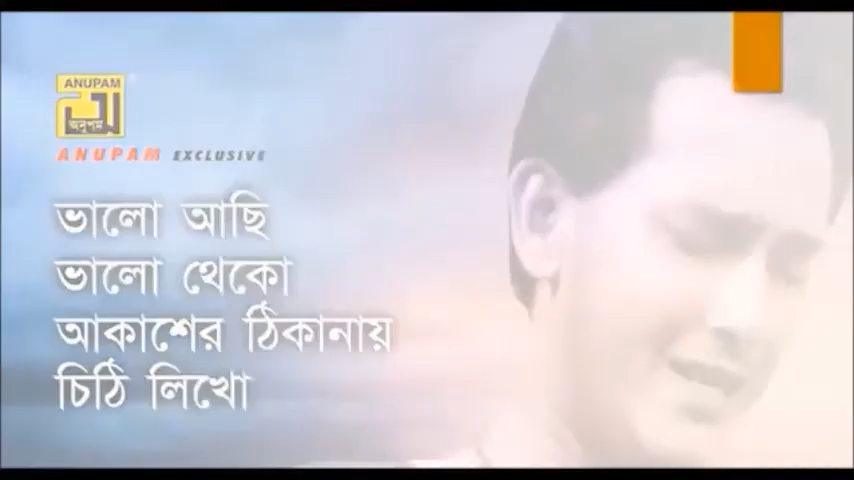 ANUPAM
অনুপম
ANUPAM EXCLUSIVE
ভালো আছি
ভালো থেকো
আকাশের ঠিকানায়
চিঠি লিখো